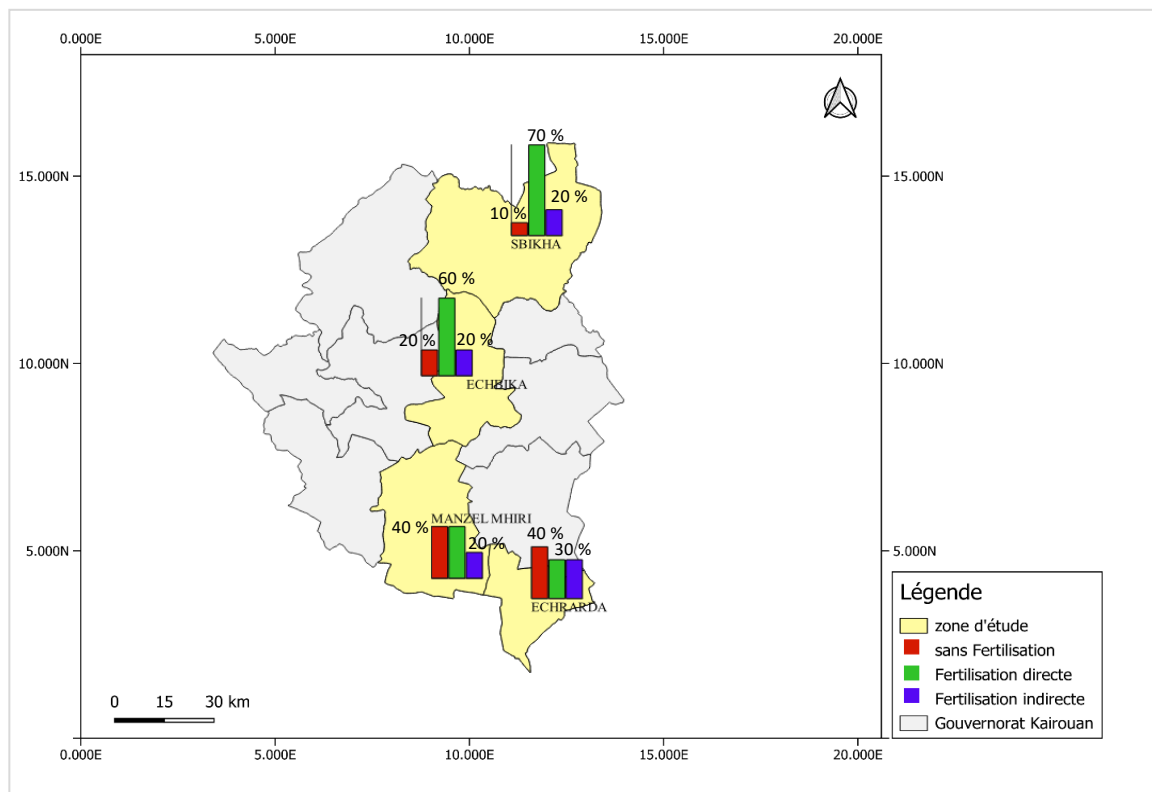 0.000E 5.000E 10.000E 15.000E 20.000E
70 %
15.000N 15.000N
20 %
10 %
SBIKHA
60 %
20 % 20 %
10.000N 10.000N
ECHBIKA
MANZEL MHIRI
40 % 40 %
20 % 30 %
5.000N 5.000N
Légende
ECHRARDA
zone d'étude
sans Fertilisation
Fertilisation directe
0 15 30 km
Fertilisation indirecte
Gouvernorat Kairouan
0.000E 5.000E 10.000E 15.000E 20.000E